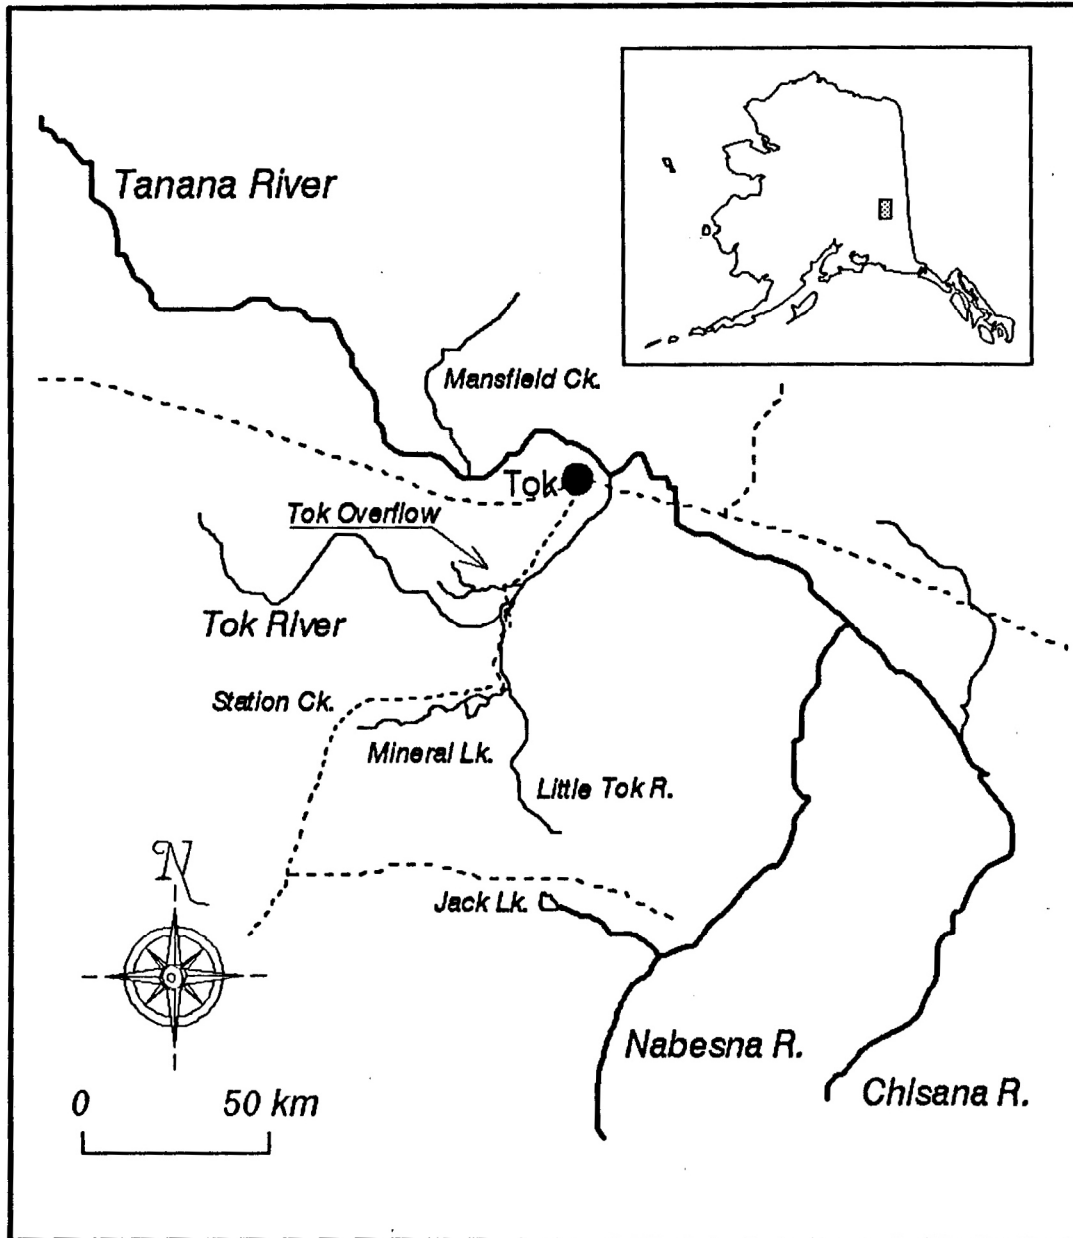 Tanana River
Mansfield Ck.
Tok
Tok Overflow
Tok River
Station Ck.
Mineral Lk.
Little Tok R.
N
Jack Lk.
Nabesna R.
Chisana R.
0 50 km